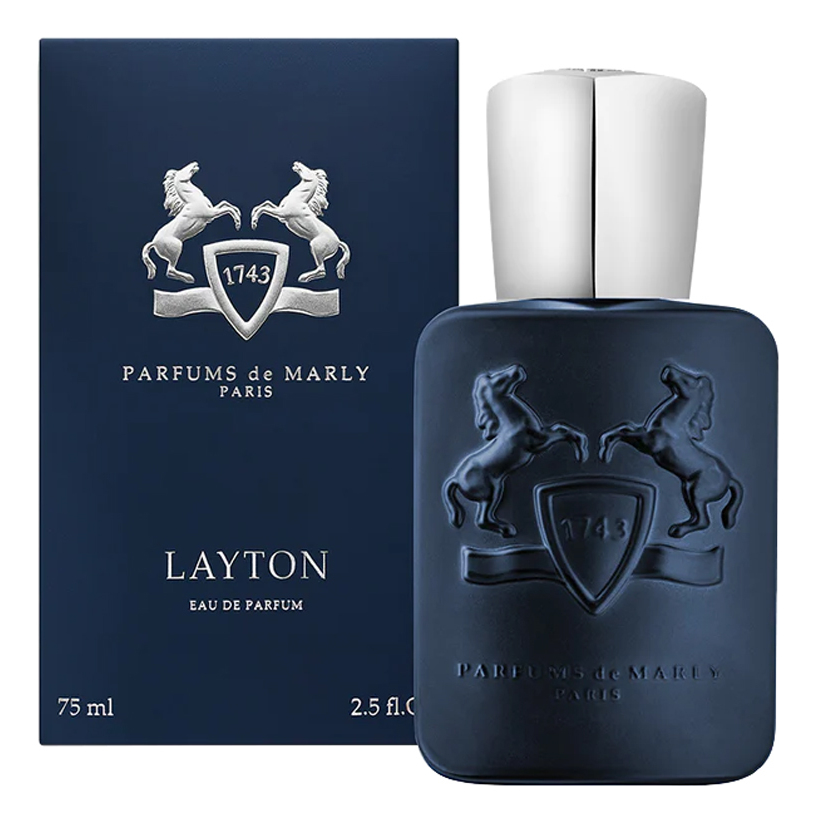 1743
PARFUMS de MARLY
PARIS
LAYTON
EAU DE PARFUM
75 ml
2.5 fl.
1743
PARFUMS de MARLY
PARIS